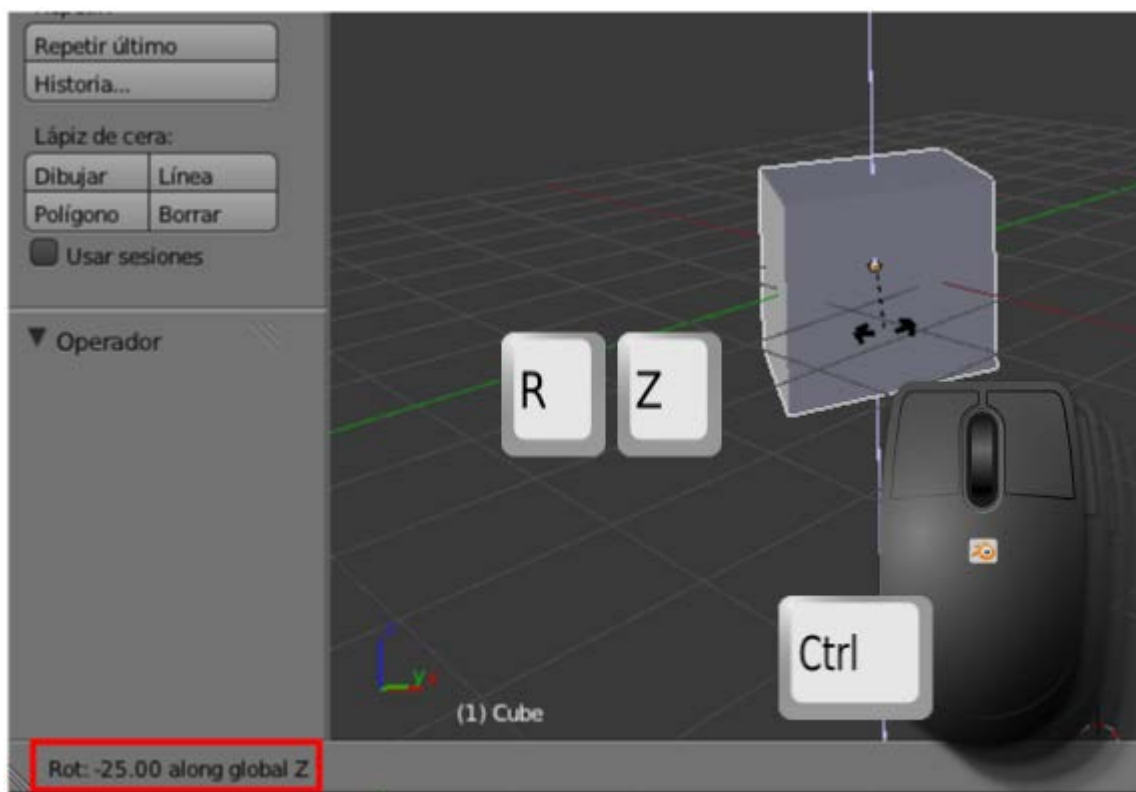 Repetir último
Historia...
Lápiz de cera:
Dibujar Línea
Polígono Borrar
Usar sesiones
Operador
R Z
Ctrl
y x
(1) Cube
Rot: -25.00 along global Z